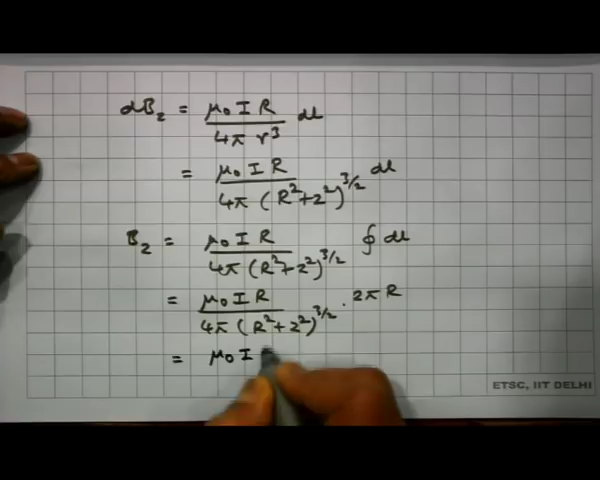 dB_z = μ₀ I R / 4π r³ dl
= μ₀ I R / 4π (R²+z²)^3/2 dl
B_z = μ₀ I R / 4π (R²+z²)^3/2 ∮ dl
= μ₀ I R / 4π (R²+z²)^3/2 · 2π R
= μ₀ I
ETSC, IIT DELHI